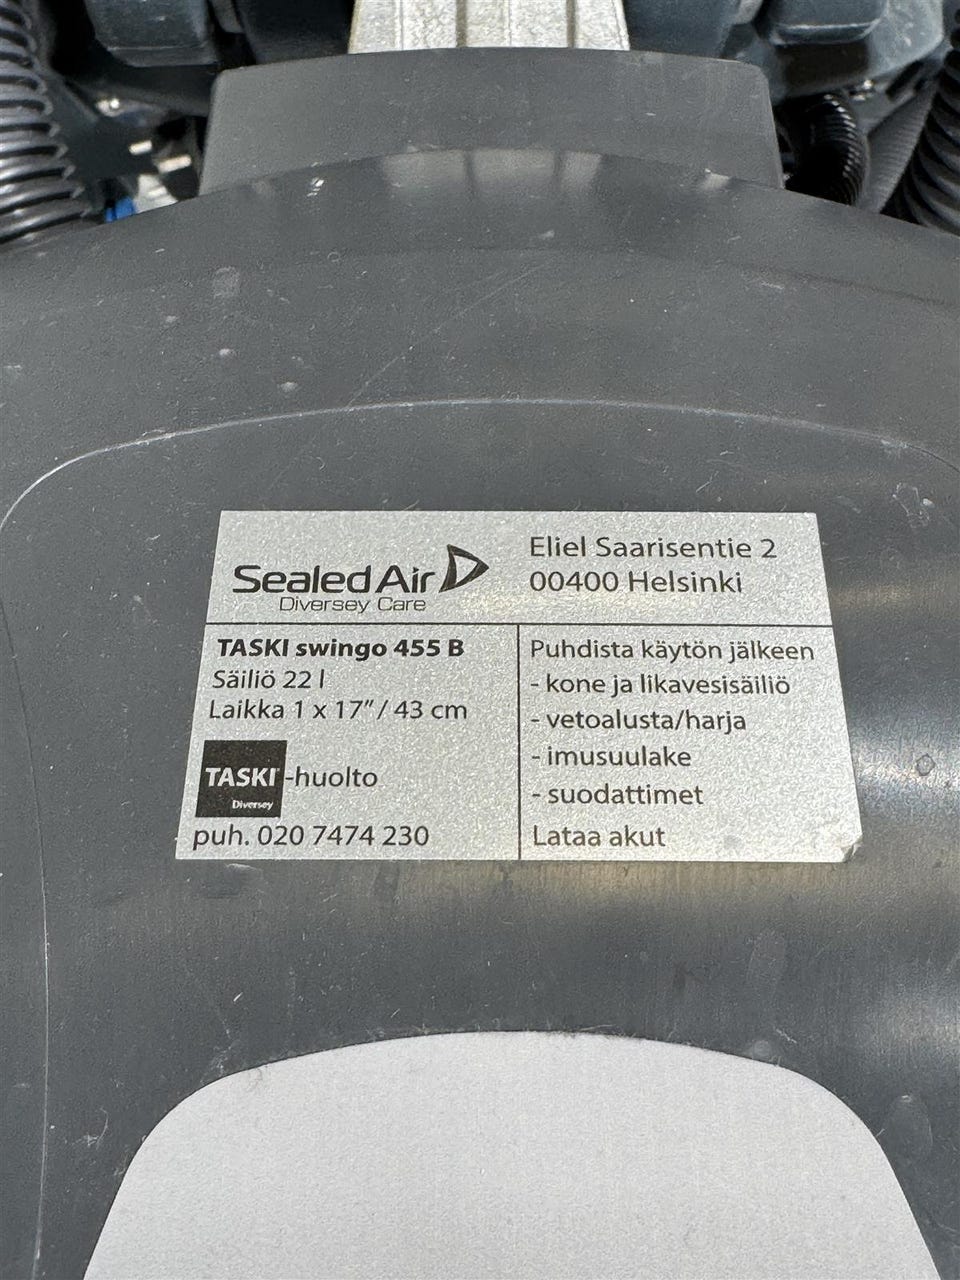 Sealed Air
Diversey Care
Eliel Saarisentie 2
00400 Helsinki
TASKI swingo 455 B
Säiliö 22 l
Laikka 1 x 17” / 43 cm
TASKI -huolto
Diversey
puh. 020 7474 230
Puhdista käytön jälkeen
- kone ja likavesisäiliö
- vetoalusta/harja
- imusuulake
- suodattimet
Lataa akut